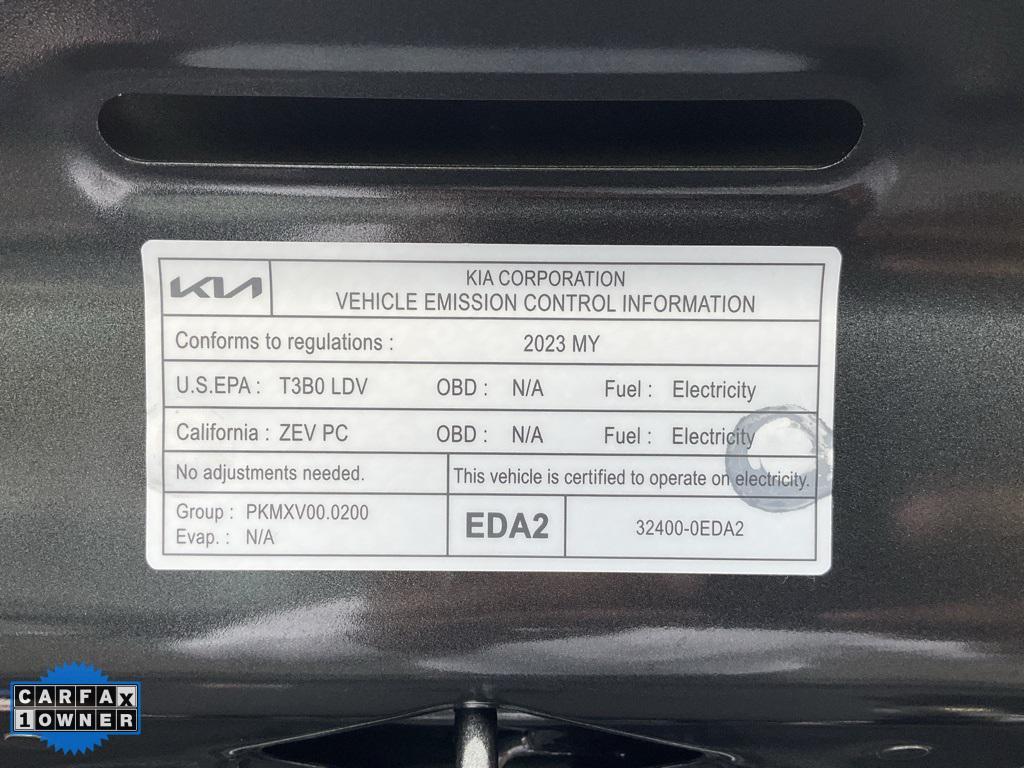 KIA
KIA CORPORATION
VEHICLE EMISSION CONTROL INFORMATION
Conforms to regulations : 2023 MY
U.S.EPA : T3B0 LDV OBD : N/A Fuel : Electricity
California : ZEV PC OBD : N/A Fuel : Electricity
No adjustments needed. This vehicle is certified to operate on electricity.
Group : PKMXV00.0200
Evap. : N/A
EDA2
32400-0EDA2
CARFAX
1 OWNER